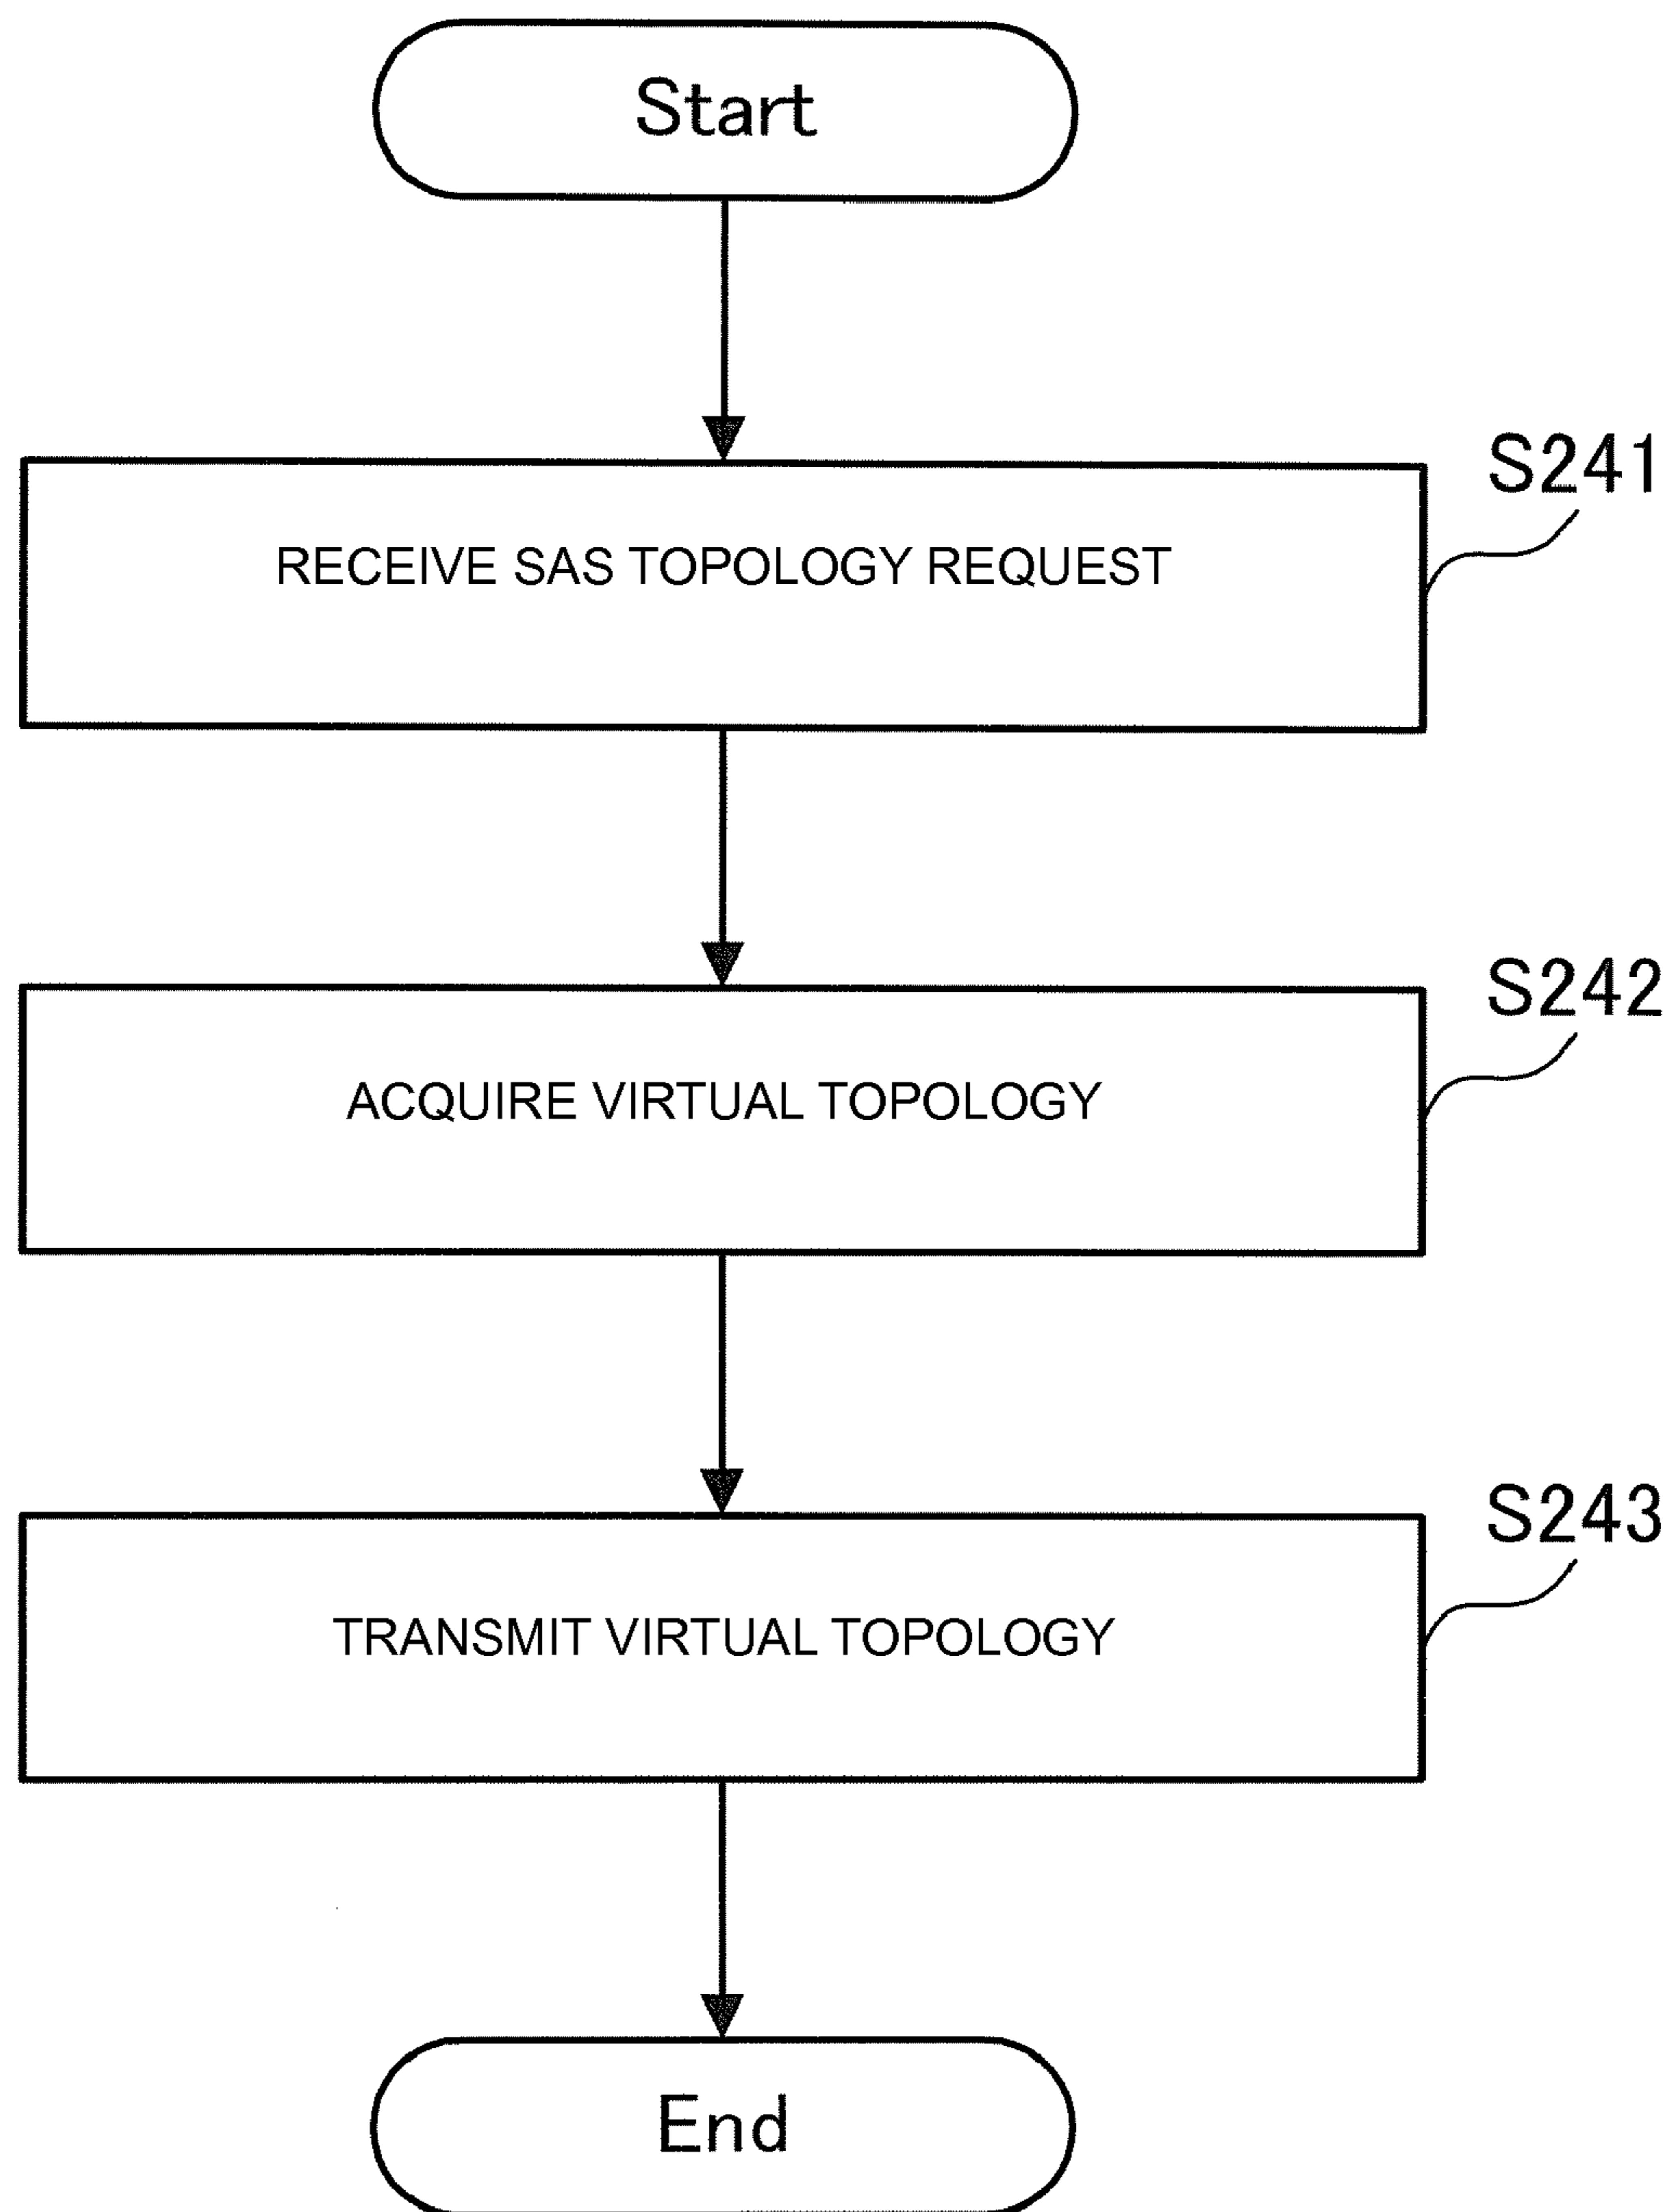 Start
S241
RECEIVE SAS TOPOLOGY REQUEST
S242
ACQUIRE VIRTUAL TOPOLOGY
S243
TRANSMIT VIRTUAL TOPOLOGY
End